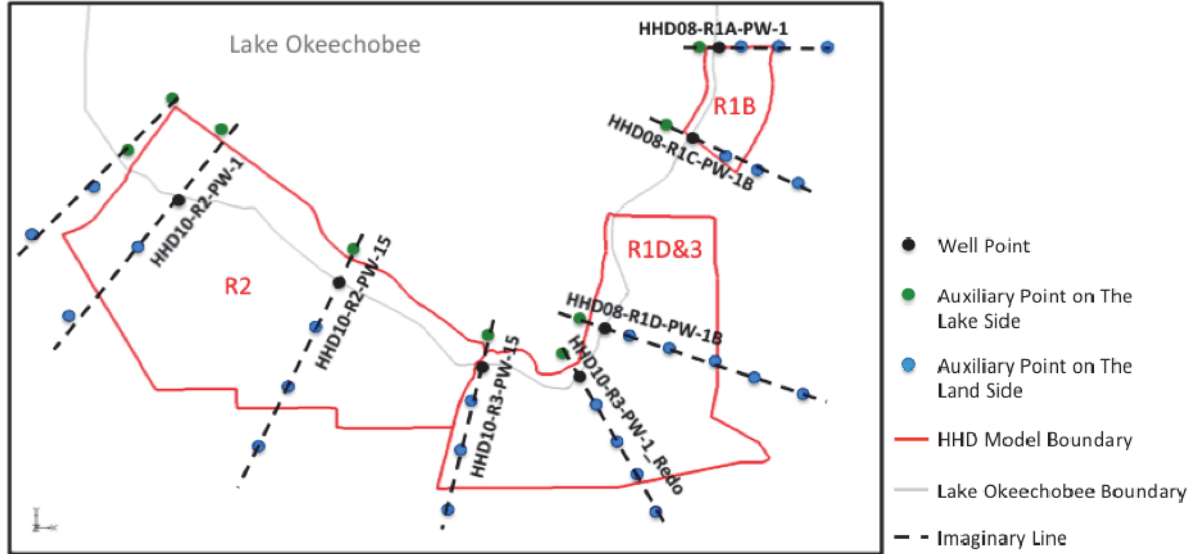 Lake Okeechobee
HHD08-R1A-PW-1
R1B
HHD08-R1C-PW-1B
HHD10-R2-PW-1
R2
HHD10-R2-PW-15
R1D&3
HHD08-R1D-PW-1B
HHD10-R3-PW-15
HHD10-R3-PW-1_Redo
Well Point
Auxiliary Point on The
Lake Side
Auxiliary Point on The
Land Side
HHD Model Boundary
Lake Okeechobee Boundary
Imaginary Line